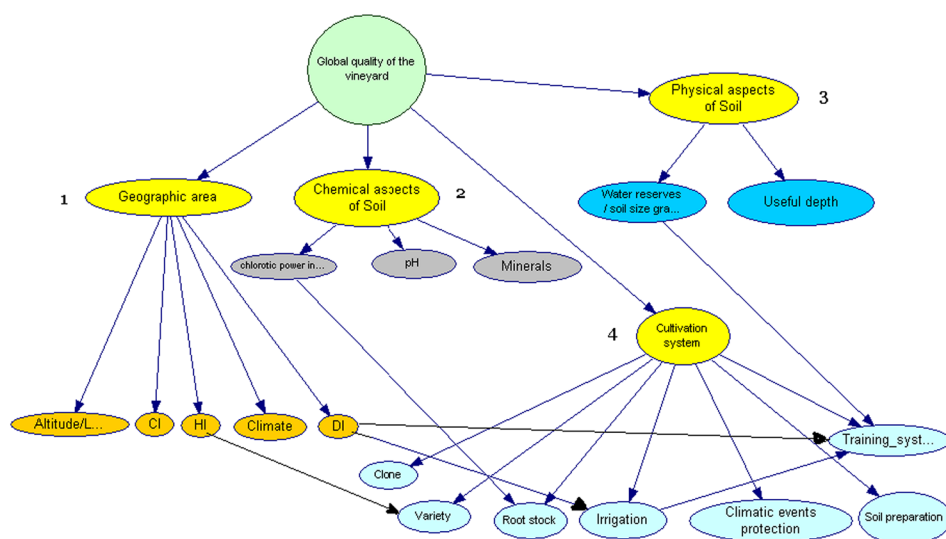 Global quality of the
vineyard
Physical aspects
of Soil
3
1
Geographic area
Chemical aspects
of Soil
2
Water reserves
/ soil size gra...
Useful depth
chlorotic power in...
pH
Minerals
4
Cultivation
system
Altitude/L...
CI
HI
Climate
DI
Training_syst...
Clone
Variety
Root stock
Irrigation
Climatic events
protection
Soil preparation